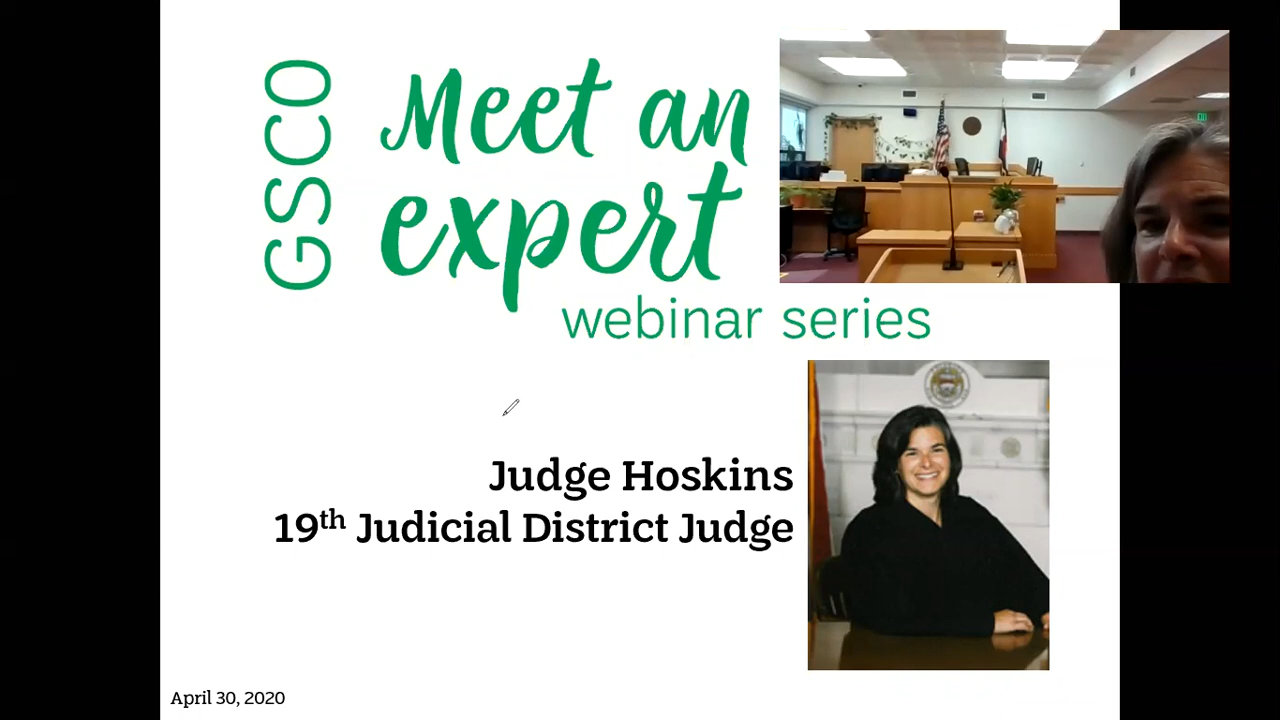 GSCO
Meet an
expert
webinar series
Judge Hoskins
19th Judicial District Judge
April 30, 2020